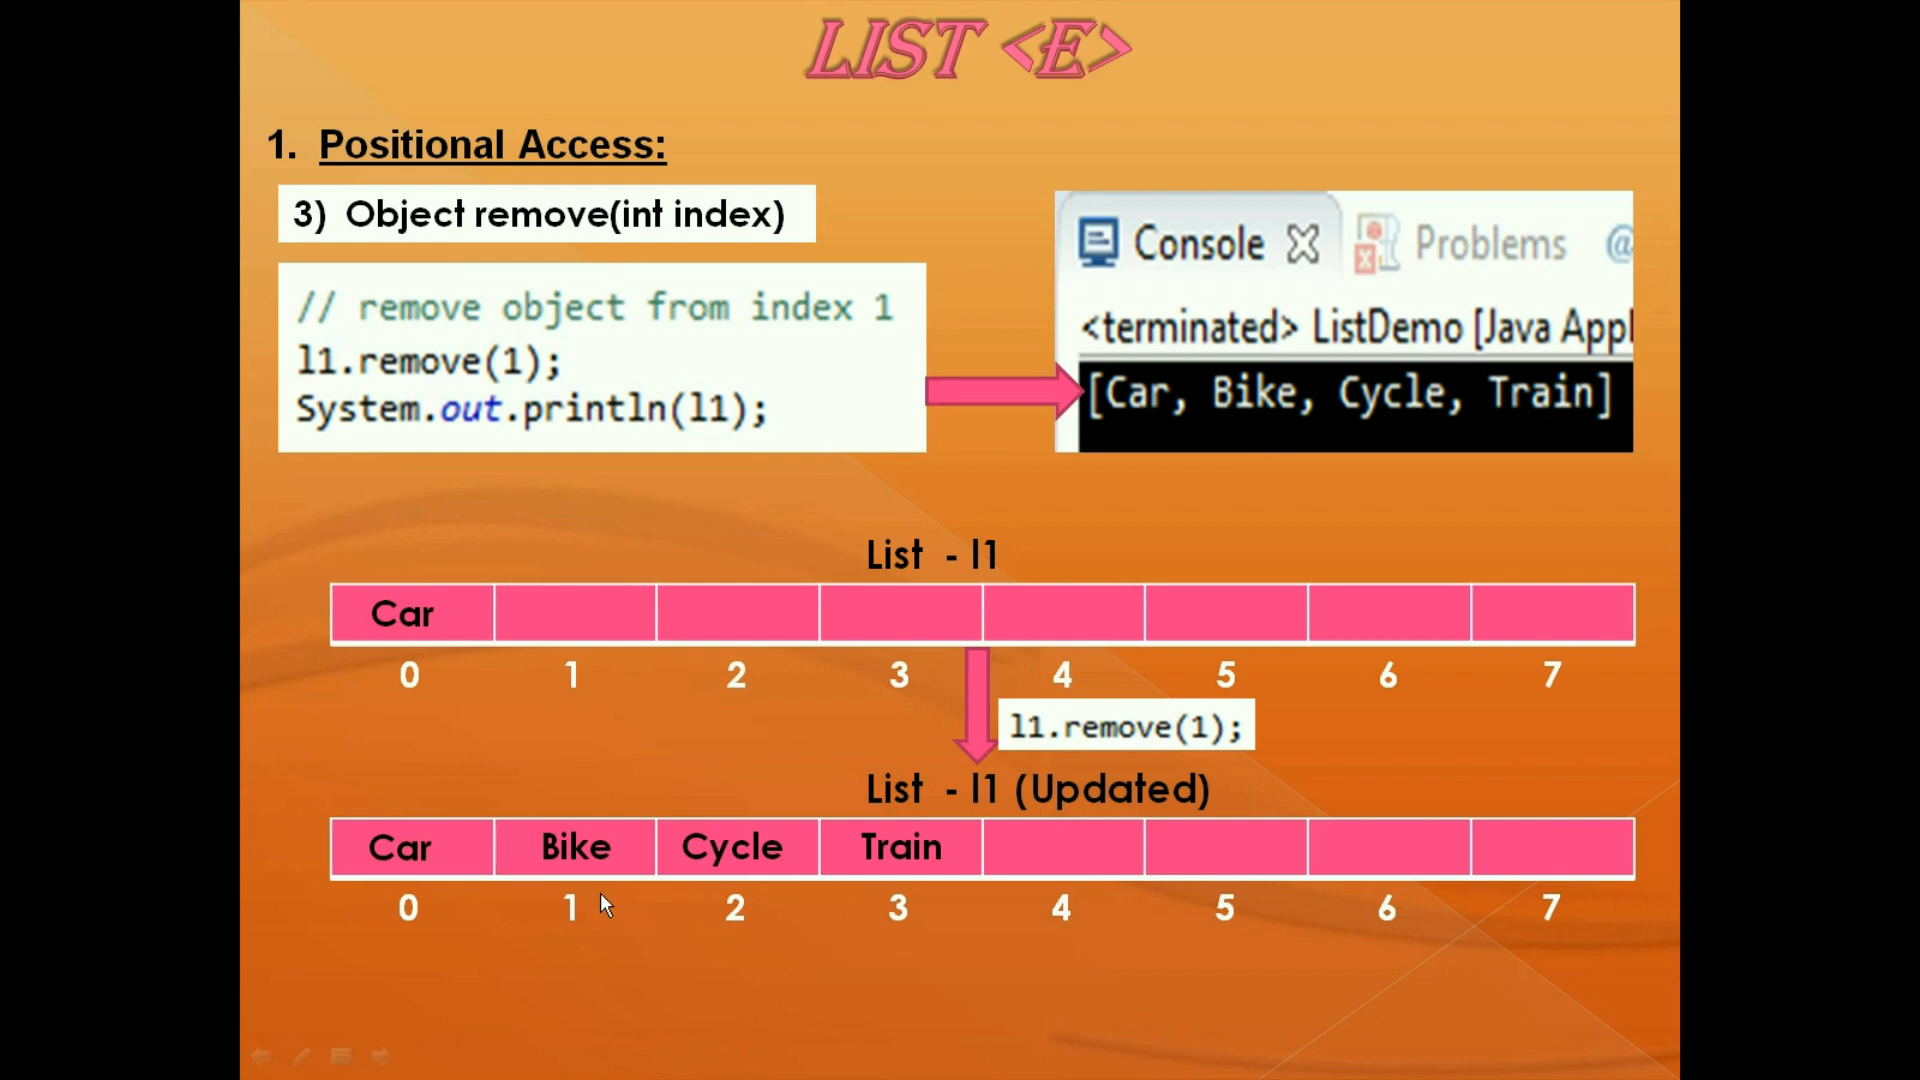 LIST <E>
1. Positional Access:
3) Object remove(int index)
// remove object from index 1
l1.remove(1);
System.out.println(l1);
Console Problems @
<terminated> ListDemo [Java Appl
[Car, Bike, Cycle, Train]
List - l1
Car
0 1 2 3 4 5 6 7
l1.remove(1);
List - l1 (Updated)
Car Bike Cycle Train
0 1 2 3 4 5 6 7